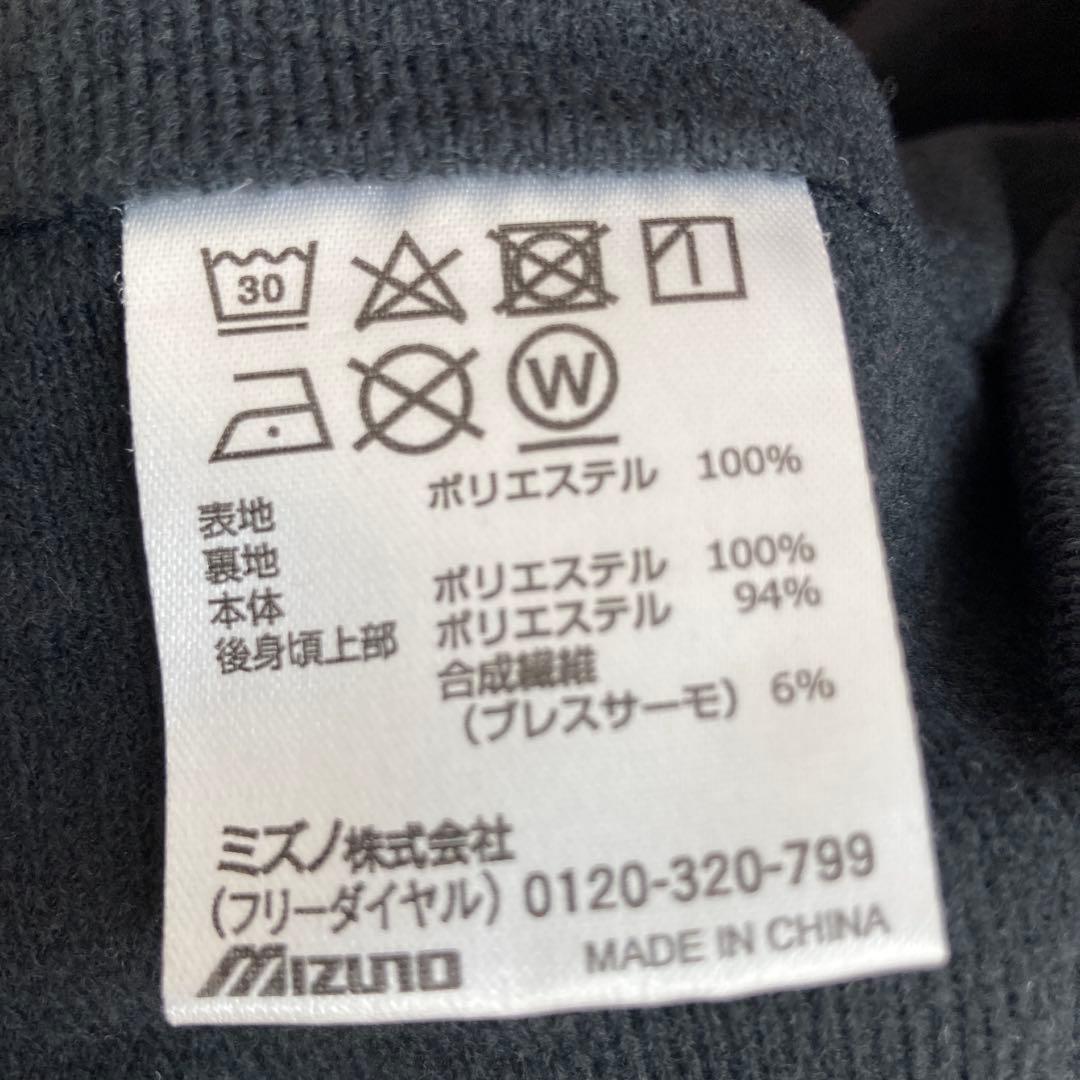 30
W
表地 ポリエステル 100%
裏地
本体 ポリエステル 100%
後身頃上部 ポリエステル 94%
合成繊維
(ブレスサーモ) 6%
ミズノ株式会社
(フリーダイヤル) 0120-320-799
MIZUNO MADE IN CHINA